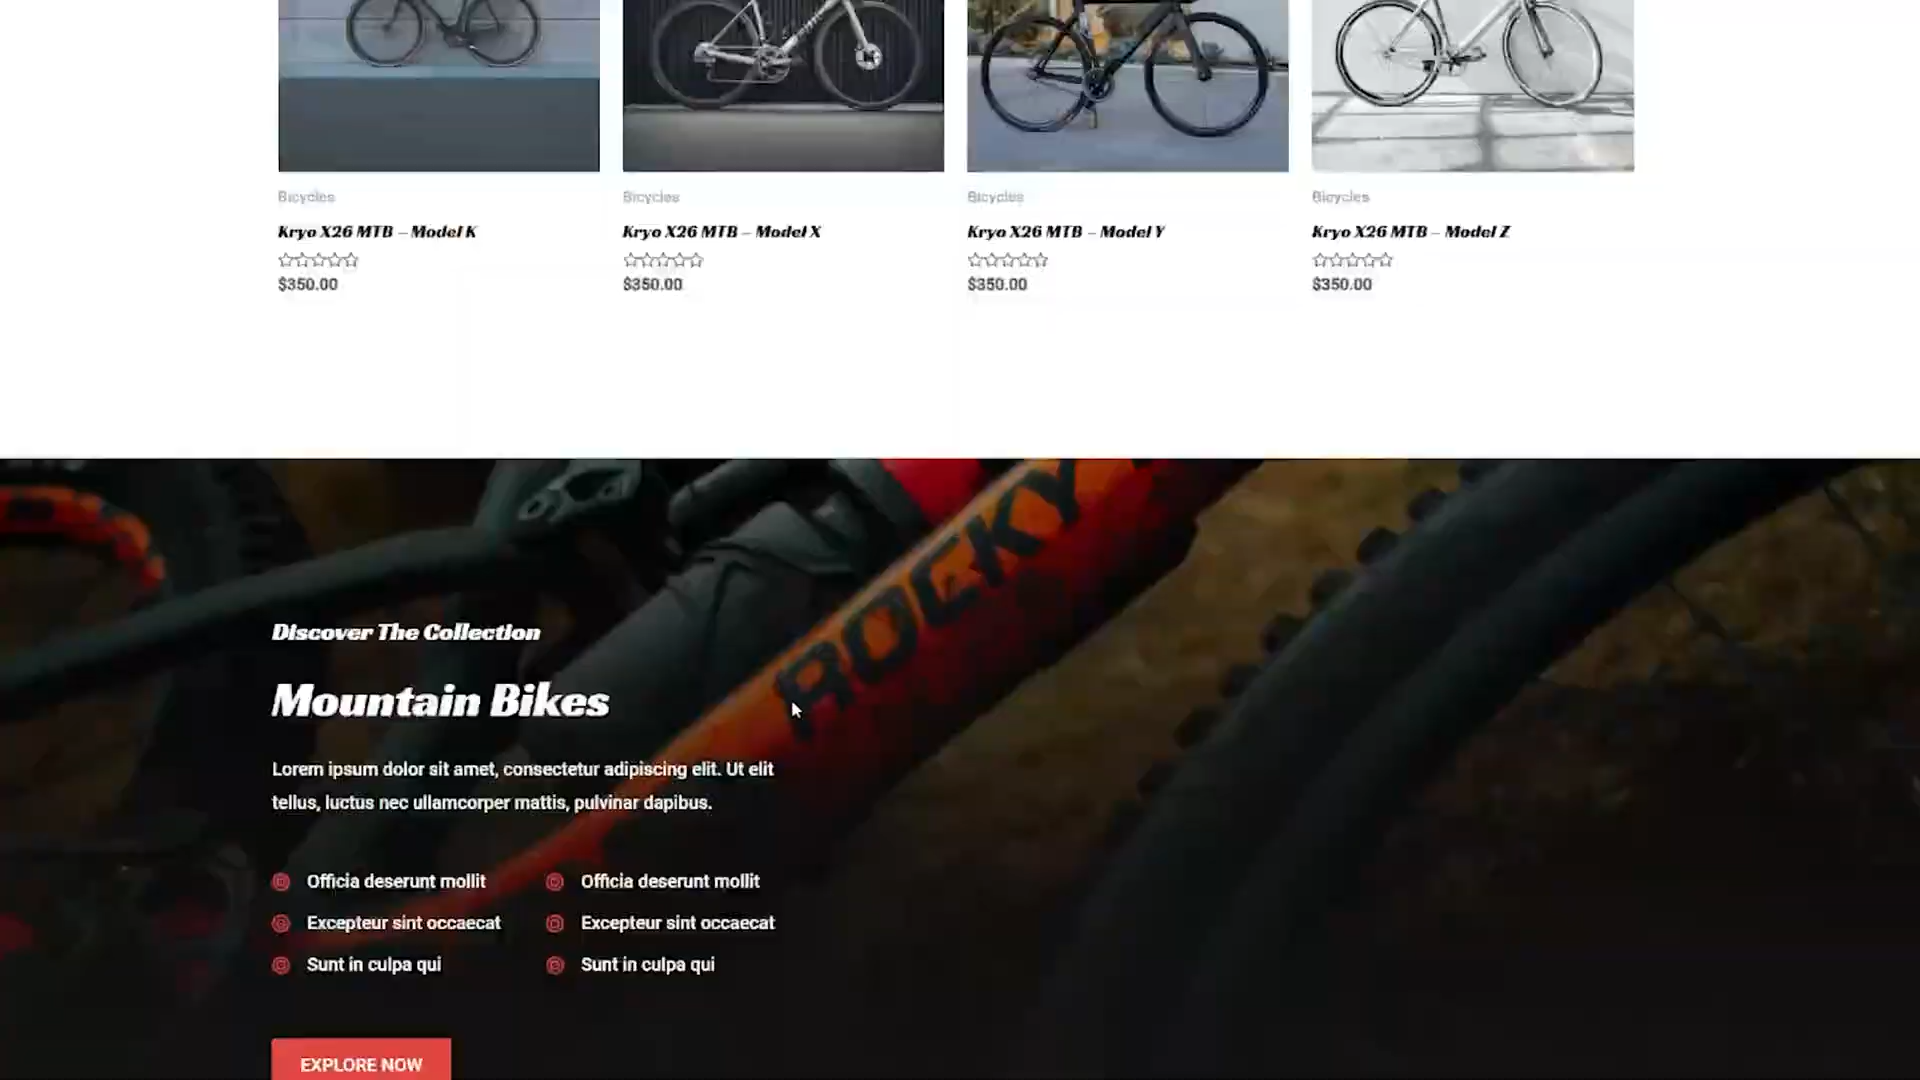 Bicycles
Kryo X26 MTB – Model K
$350.00
Bicycles
Kryo X26 MTB – Model X
$350.00
Bicycles
Kryo X26 MTB – Model Y
$350.00
Bicycles
Kryo X26 MTB – Model Z
$350.00
ROCKY
Discover The Collection
Mountain Bikes
Lorem ipsum dolor sit amet, consectetur adipiscing elit. Ut elit
tellus, luctus nec ullamcorper mattis, pulvinar dapibus.
Officia deserunt mollit
Excepteur sint occaecat
Sunt in culpa qui
Officia deserunt mollit
Excepteur sint occaecat
Sunt in culpa qui
EXPLORE NOW